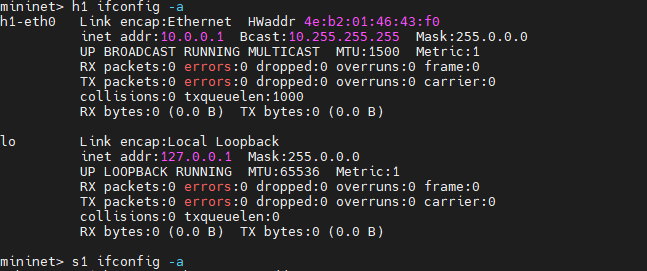 mininet> h1 ifconfig -a
h1-eth0   Link encap:Ethernet  HWaddr 4e:b2:01:46:43:f0
          inet addr:10.0.0.1  Bcast:10.255.255.255  Mask:255.0.0.0
          UP BROADCAST RUNNING MULTICAST  MTU:1500  Metric:1
          RX packets:0 errors:0 dropped:0 overruns:0 frame:0
          TX packets:0 errors:0 dropped:0 overruns:0 carrier:0
          collisions:0 txqueuelen:1000
          RX bytes:0 (0.0 B)  TX bytes:0 (0.0 B)
lo        Link encap:Local Loopback
          inet addr:127.0.0.1  Mask:255.0.0.0
          UP LOOPBACK RUNNING  MTU:65536  Metric:1
          RX packets:0 errors:0 dropped:0 overruns:0 frame:0
          TX packets:0 errors:0 dropped:0 overruns:0 carrier:0
          collisions:0 txqueuelen:0
          RX bytes:0 (0.0 B)  TX bytes:0 (0.0 B)
mininet> s1 ifconfig -a